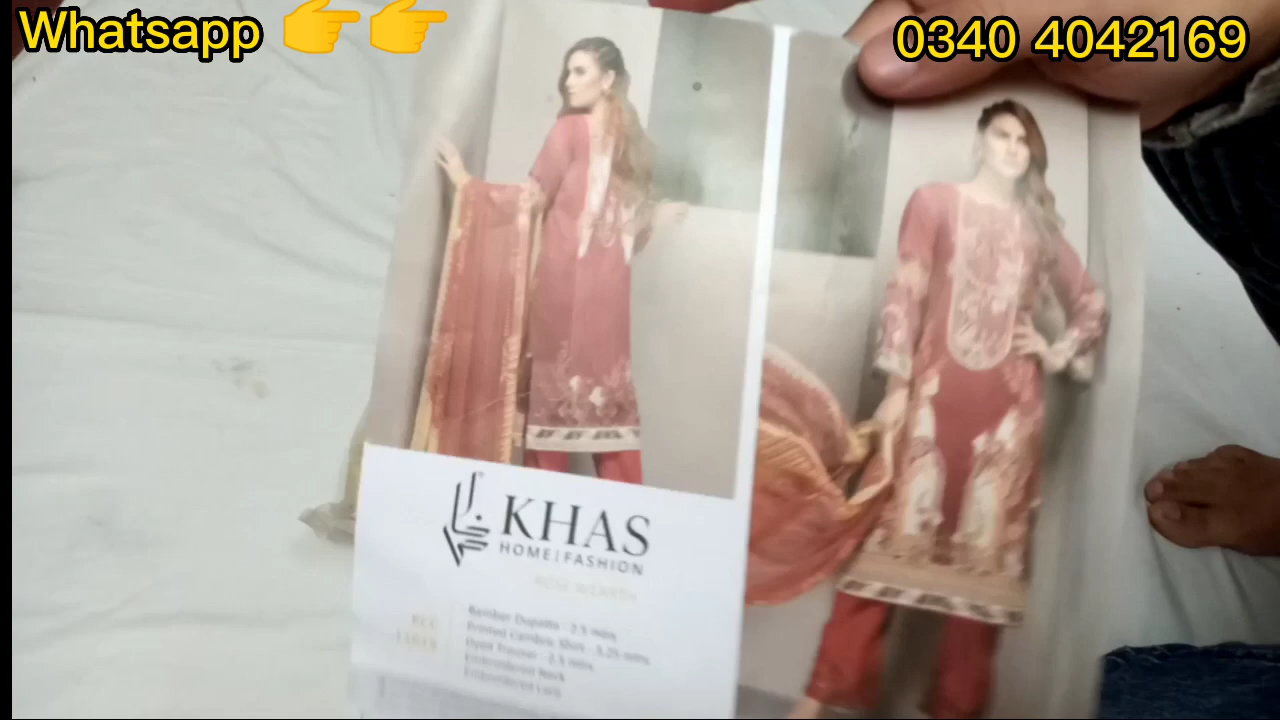 Whatsapp 👉👉
0340 4042169
KHAS
HOME|FASHION
Bamber Dupatta - 2.5 mtrs
Printed Cambric Shirt - 3.25 mtrs
Dyed Trouser - 2.5 mtrs
Embroidered Neck
Embroidered